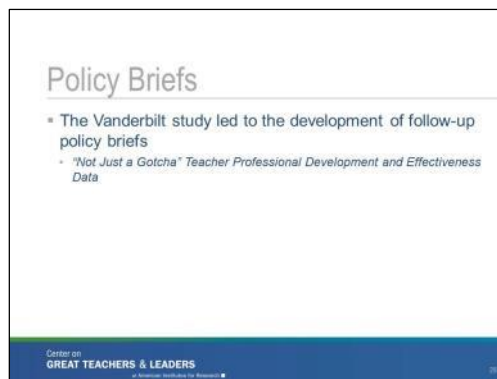 Policy Briefs
▪ The Vanderbilt study led to the development of follow-up
policy briefs
• “Not Just a Gotcha” Teacher Professional Development and Effectiveness
Data
Center on
GREAT TEACHERS & LEADERS
at American Institutes for Research ■